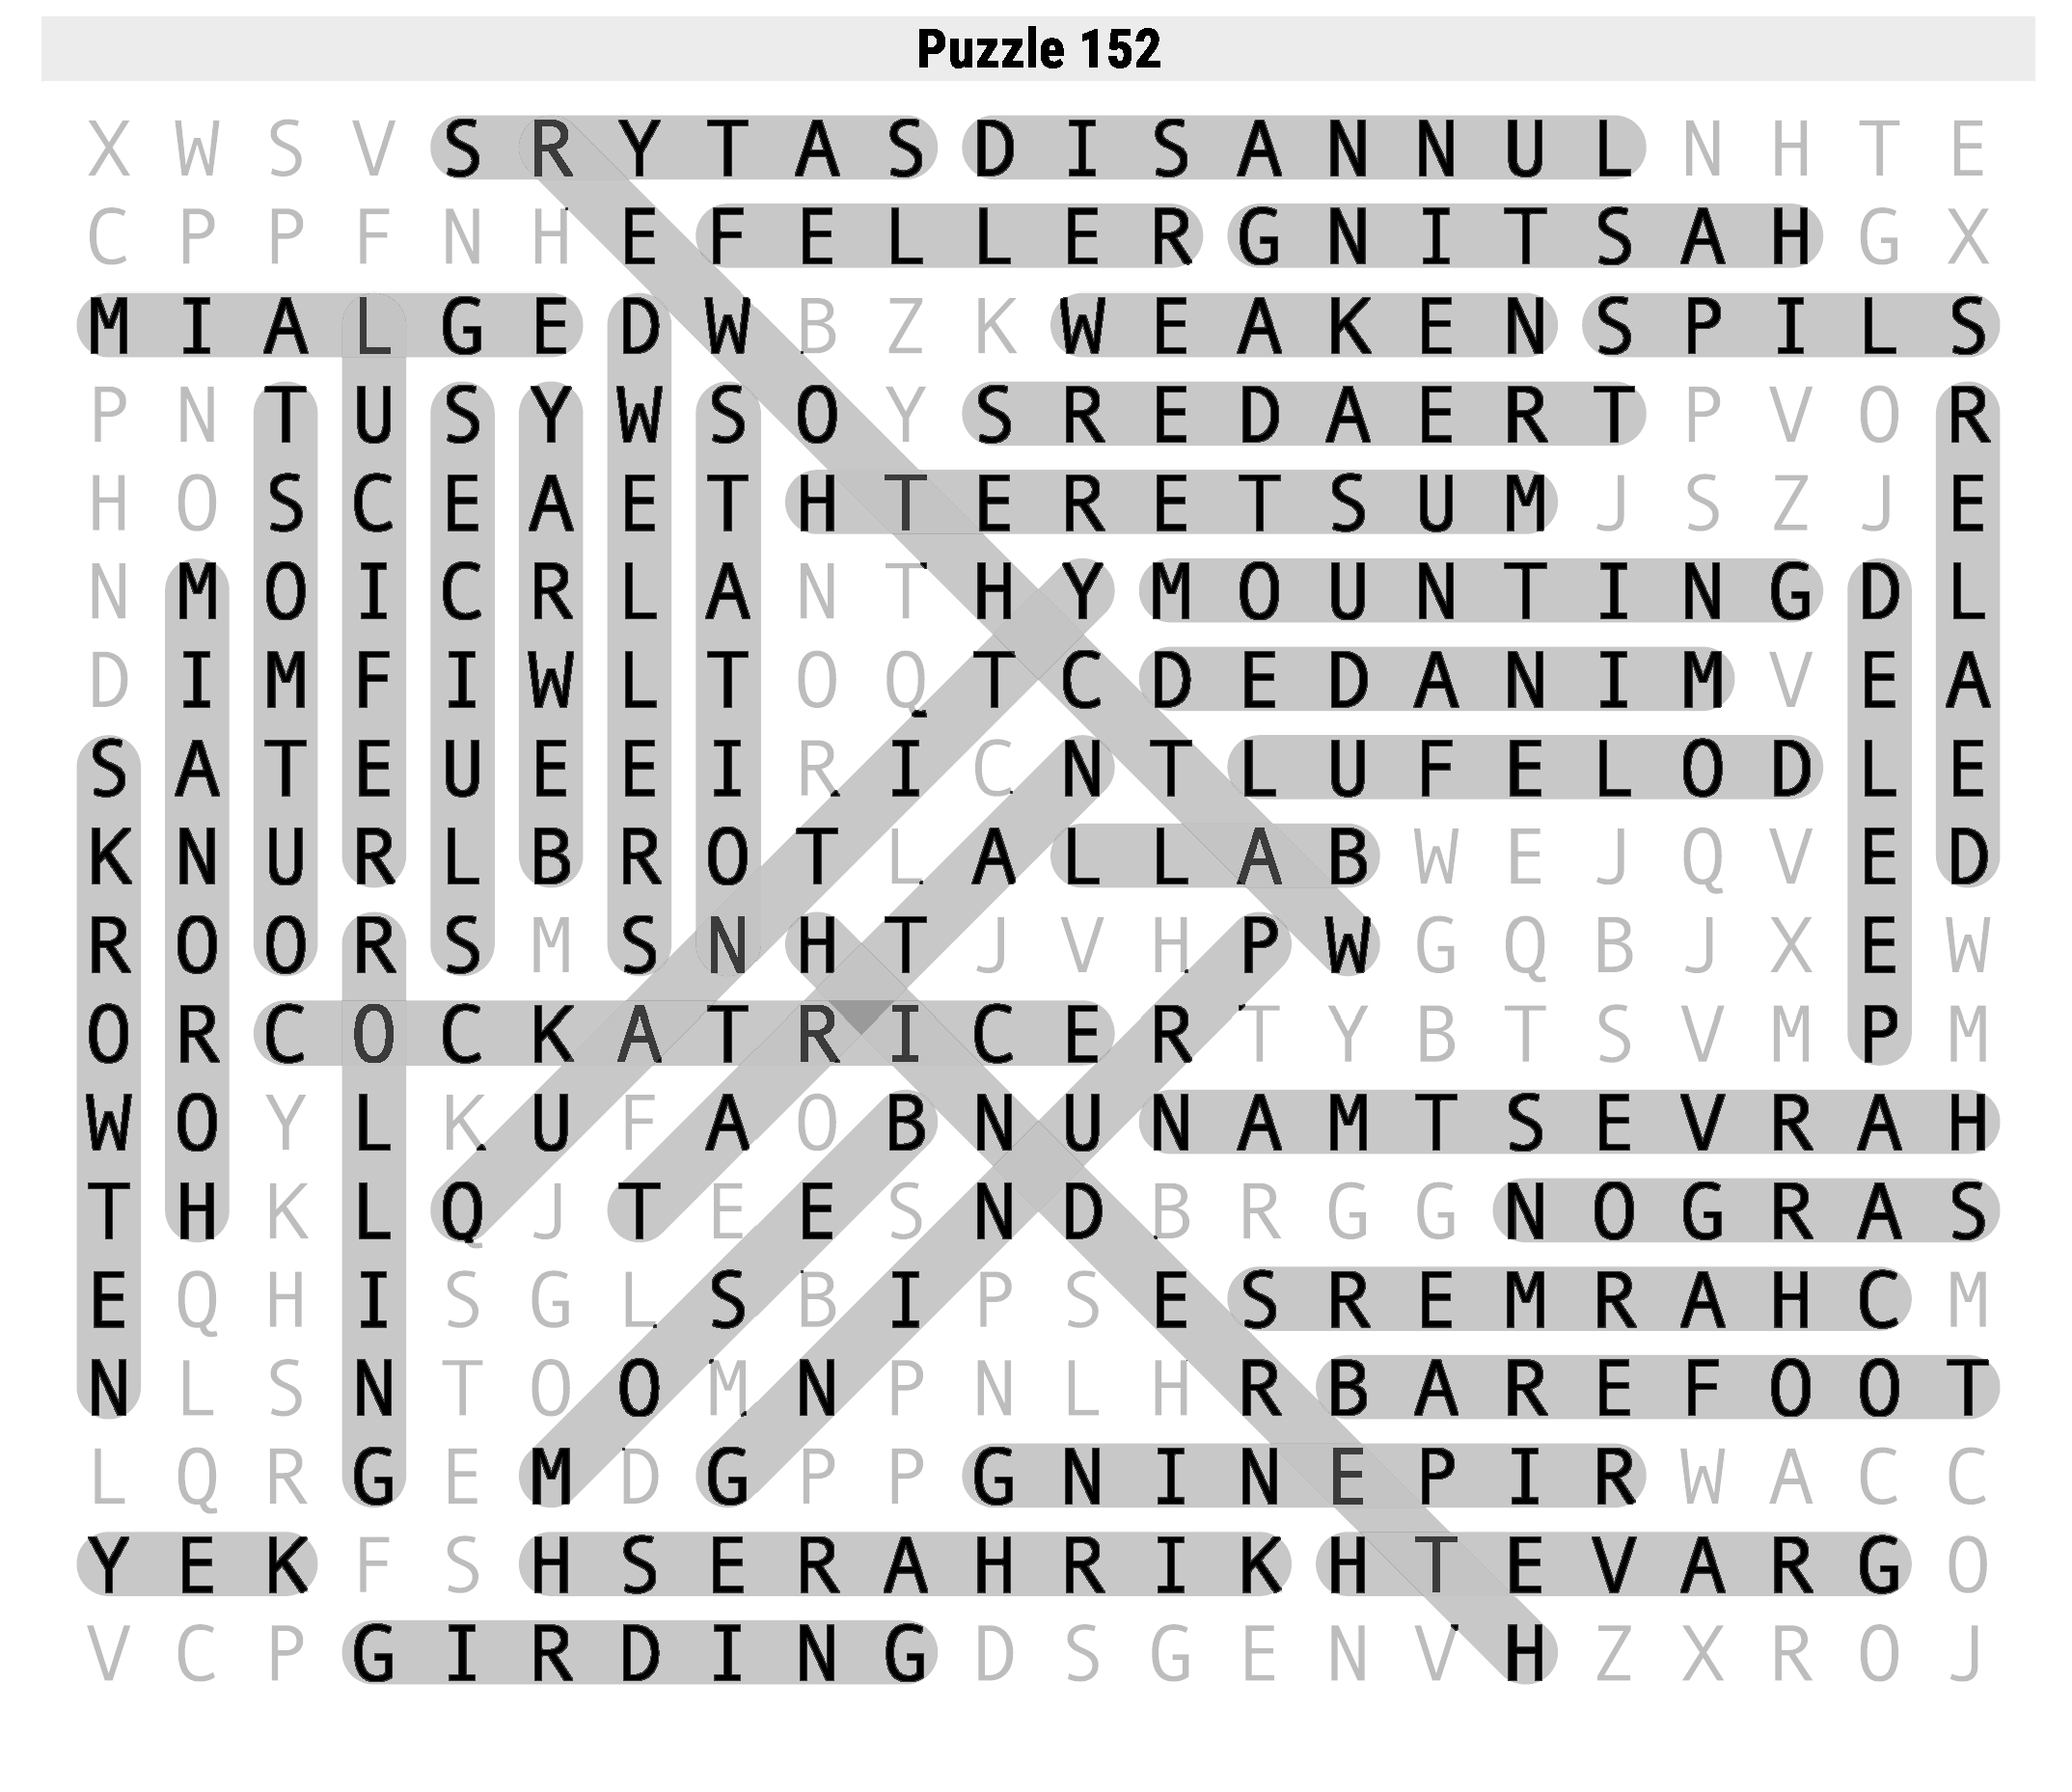 Puzzle 152
X W S V S R Y T A S D I S A N N U L N H T E
C P P F N H E F E L L E R G N I T S A H G X
M I A L G E D W B Z K W E A K E N S P I L S
P N T U S Y W S O Y S R E D A E R T P V O R
H O S C E A E T H T E R E T S U M J S Z J E
N M O I C R L A N T H Y M O U N T I N G D L
D I M F I W L T O Q T C D E D A N I M V E A
S A T E U E E I R I C N T L U F E L O D L E
K N U R L B R O T L A L L A B W E J Q V E D
R O O R S M S N H T J V H P W G Q B J X E W
O R C O C K A T R I C E R T Y B T S V M P M
W O Y L K U F A O B N U N A M T S E V R A H
T H K L Q J T E E S N D B R G G N O G R A S
E Q H I S G L S B I P S E S R E M R A H C M
N L S N T O O M N P N L H R B A R E F O O T
L Q R G E M D G P P G N I N E P I R W A C C
Y E K F S H S E R A H R I K H T E V A R G O
V C P G I R D I N G D S G E N V H Z X R O J